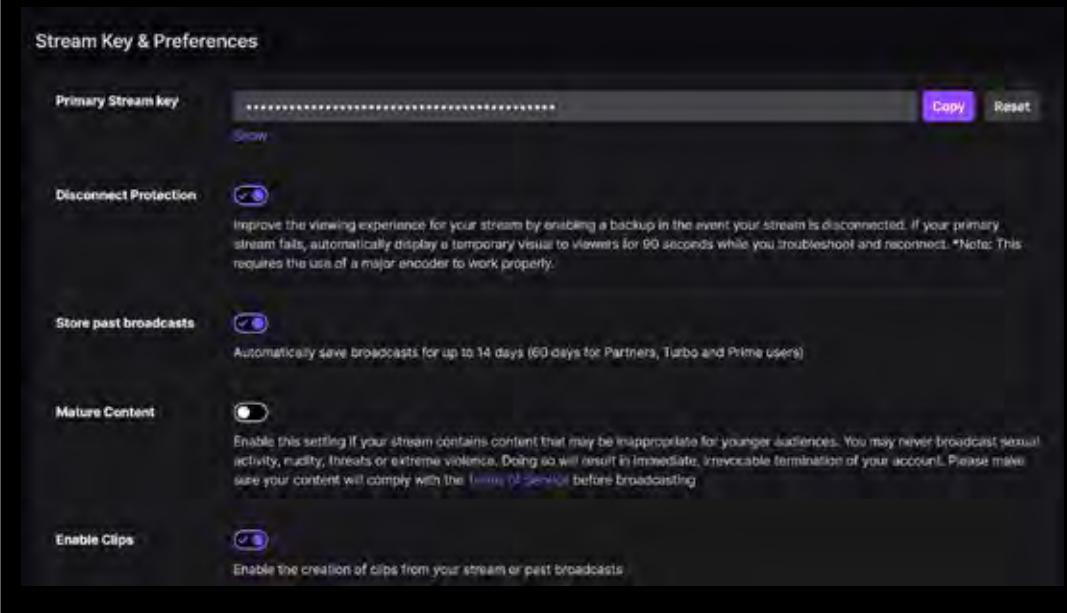 Stream Key & Preferences
Primary Stream key
••••••••••••••••••••••••••••••••••••••••••••
Copy
Reset
Show
Disconnect Protection
Improve the viewing experience for your stream by enabling a backup in the event your stream is disconnected. If your primary
stream fails, automatically display a temporary visual to viewers for 90 seconds while you troubleshoot and reconnect. *Note: This
requires the use of a major encoder to work properly.
Store past broadcasts
Automatically save broadcasts for up to 14 days (60 days for Partners, Turbo and Prime users)
Mature Content
Enable this setting if your stream contains content that may be inappropriate for younger audiences. You may never broadcast sexual
activity, nudity, threats or extreme violence. Doing so will result in immediate, irrevocable termination of your account. Please make
sure your content will comply with the Terms of Service before broadcasting
Enable Clips
Enable the creation of clips from your stream or past broadcasts